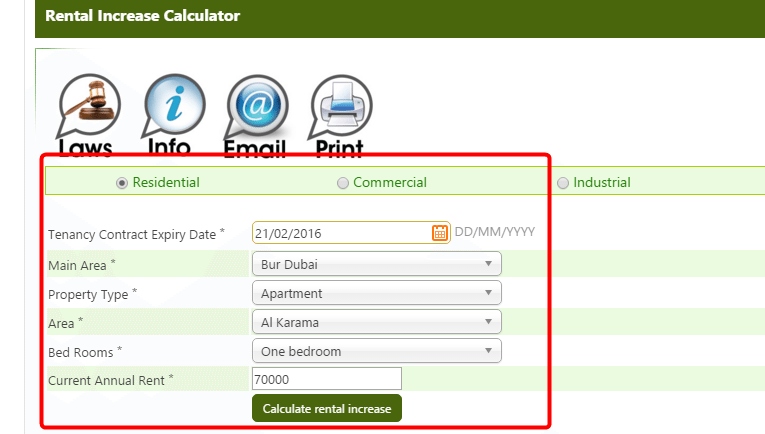 Rental Increase Calculator
Laws Info Email Print
Residential Commercial Industrial
Tenancy Contract Expiry Date * 21/02/2016 DD/MM/YYYY
Main Area * Bur Dubai
Property Type * Apartment
Area * Al Karama
Bed Rooms * One bedroom
Current Annual Rent * 70000
Calculate rental increase